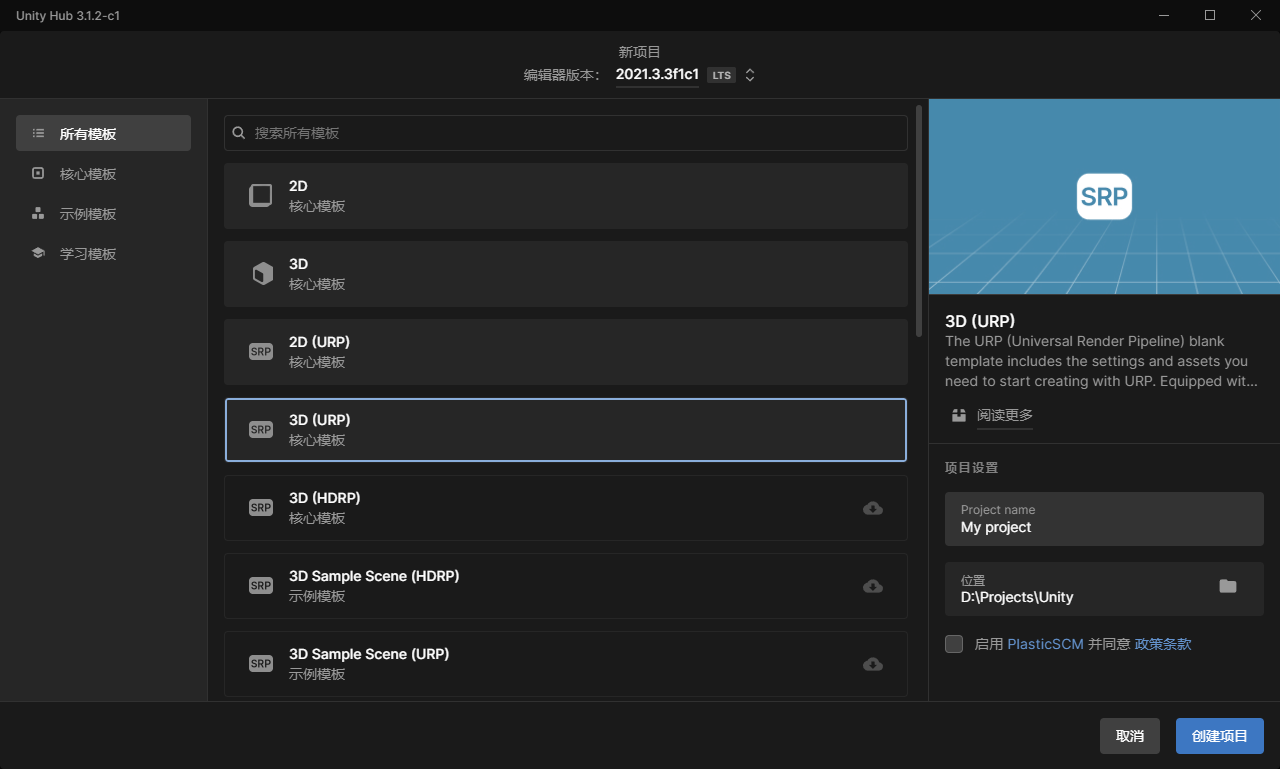 Unity Hub 3.1.2-c1
新项目
编辑器版本： 2021.3.3f1c1 LTS
所有模板
核心模板
示例模板
学习模板
搜索所有模板
2D
核心模板
3D
核心模板
SRP
2D (URP)
核心模板
SRP
3D (URP)
核心模板
SRP
3D (HDRP)
核心模板
SRP
3D Sample Scene (HDRP)
示例模板
SRP
3D Sample Scene (URP)
示例模板
SRP
3D (URP)
The URP (Universal Render Pipeline) blank
template includes the settings and assets you
need to start creating with URP. Equipped wit...
阅读更多
项目设置
Project name
My project
位置
D:\Projects\Unity
启用 PlasticSCM 并同意 政策条款
取消
创建项目